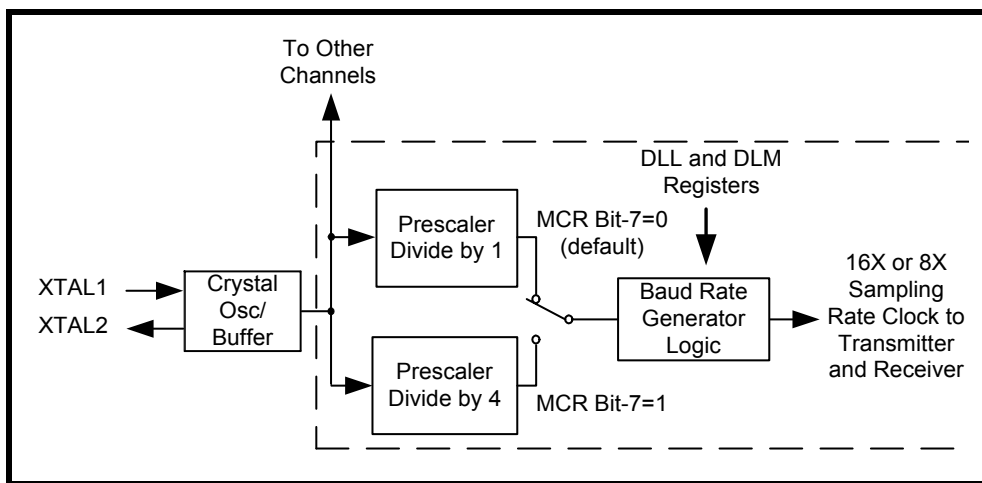 To Other
Channels
DLL and DLM
Registers
Prescaler
Divide by 1
MCR Bit-7=0
(default)
16X or 8X
Sampling
Rate Clock to
Transmitter
and Receiver
XTAL1
XTAL2
Crystal
Osc/
Buffer
Baud Rate
Generator
Logic
Prescaler
Divide by 4
MCR Bit-7=1